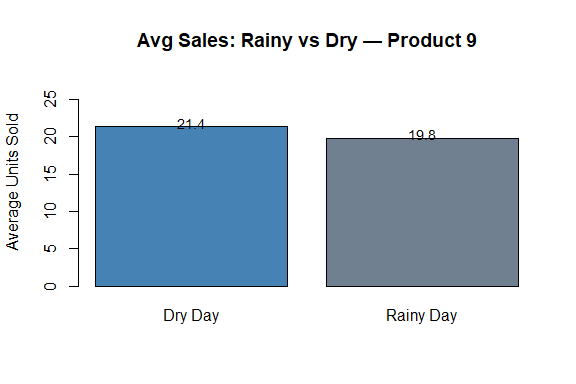 Avg Sales: Rainy vs Dry — Product 9
Average Units Sold
25
20
15
10
5
0
21.4
19.8
Dry Day
Rainy Day